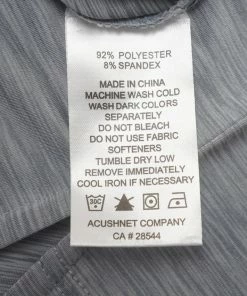 92% POLYESTER
8% SPANDEX
MADE IN CHINA
MACHINE WASH COLD
WASH DARK COLORS
SEPARATELY
DO NOT BLEACH
DO NOT USE FABRIC
SOFTENERS
TUMBLE DRY LOW
REMOVE IMMEDIATELY
COOL IRON IF NECESSARY
30C
ACUSHNET COMPANY
CA # 28544